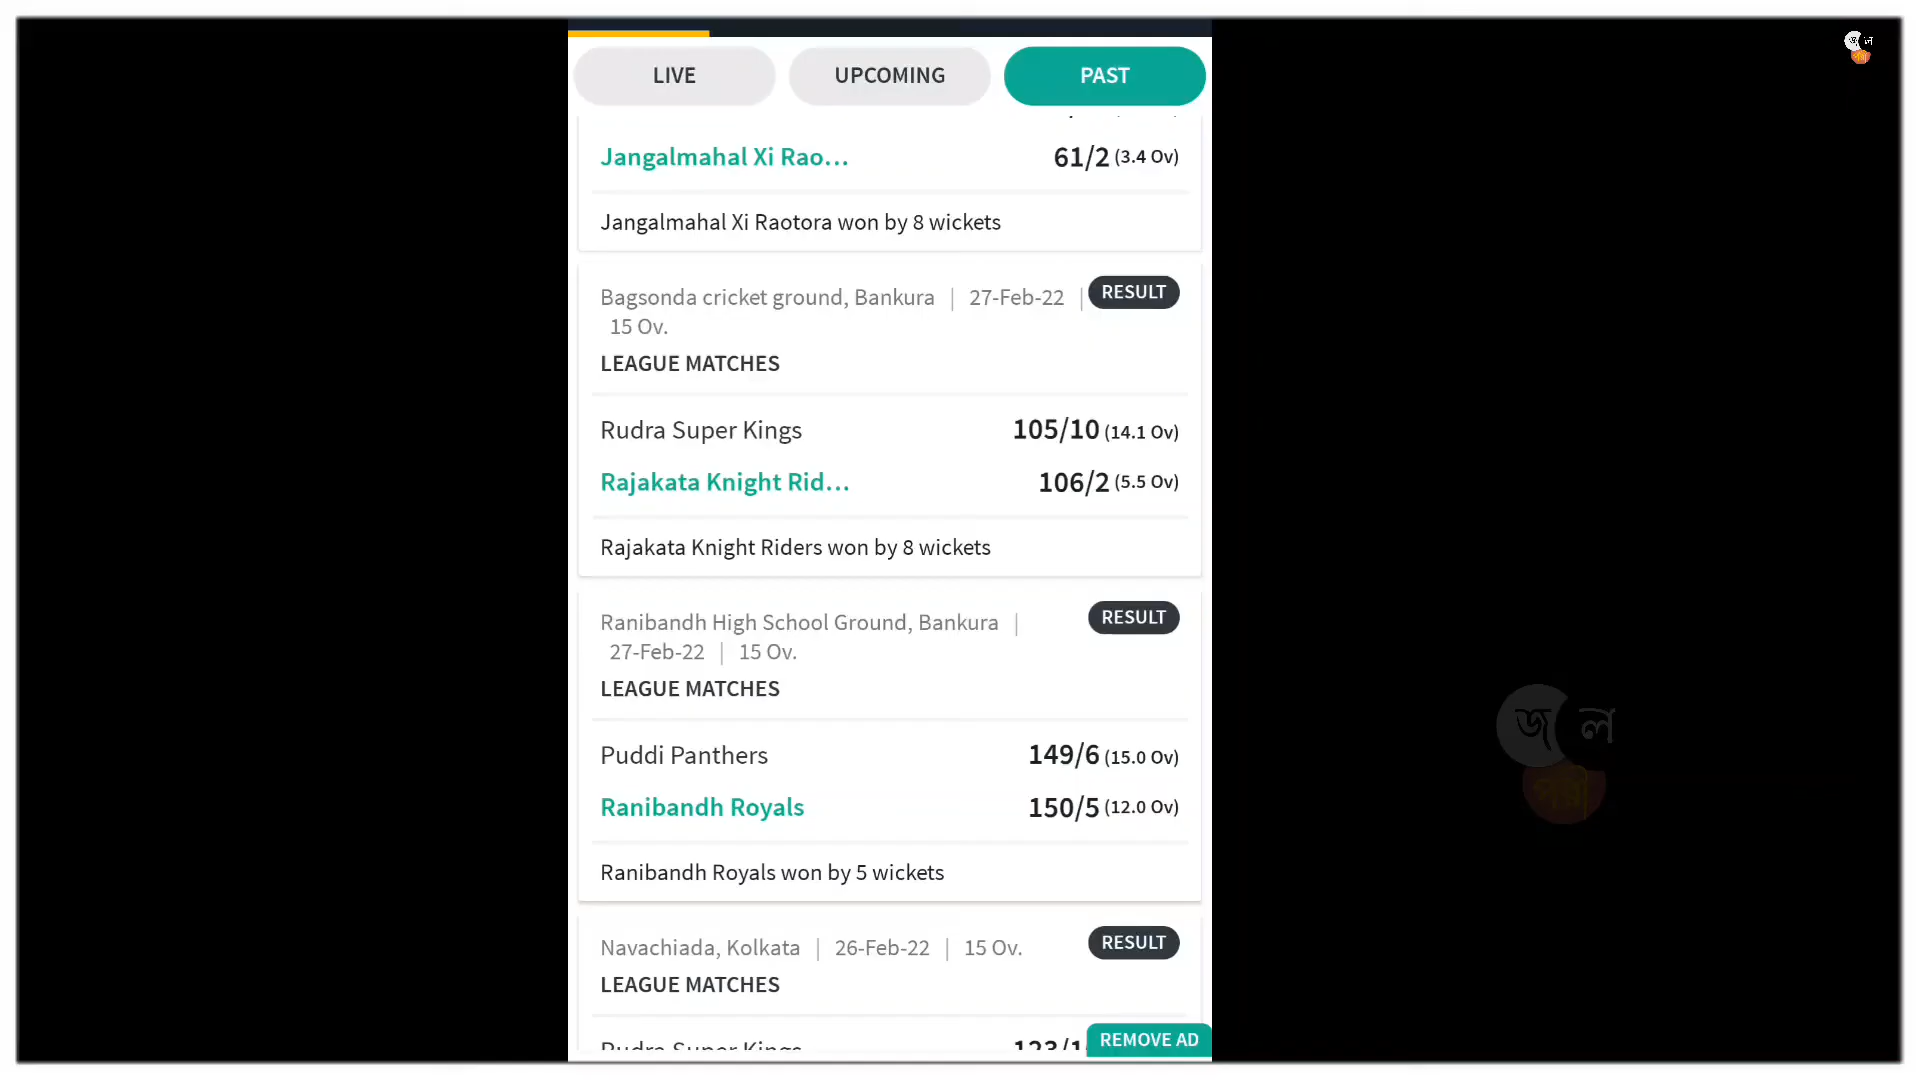 LIVE
UPCOMING
PAST
Jangalmahal Xi Rao... 61/2 (3.4 Ov)
Jangalmahal Xi Raotora won by 8 wickets
Bagsonda cricket ground, Bankura | 27-Feb-22 |
RESULT
15 Ov.
LEAGUE MATCHES
Rudra Super Kings 105/10 (14.1 Ov)
Rajakata Knight Rid... 106/2 (5.5 Ov)
Rajakata Knight Riders won by 8 wickets
Ranibandh High School Ground, Bankura |
RESULT
27-Feb-22 | 15 Ov.
LEAGUE MATCHES
Puddi Panthers 149/6 (15.0 Ov)
Ranibandh Royals 150/5 (12.0 Ov)
Ranibandh Royals won by 5 wickets
Navachiada, Kolkata | 26-Feb-22 | 15 Ov.
RESULT
LEAGUE MATCHES
Rudra Super Kings
REMOVE AD
জ ল